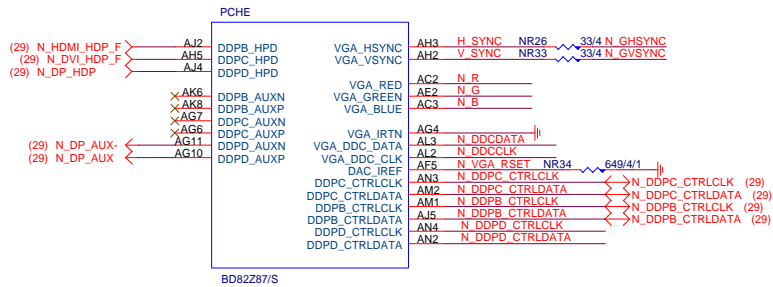 PCHE
(29) N_HDMI_HDP_F AJ2 DDPB_HPD VGA_HSYNC AH3 H_SYNC NR26 33/4 N_GHSYNC
(29) N_DVI_HDP_F AH5 DDPC_HPD VGA_VSYNC AH2 V_SYNC NR33 33/4 N_GVSYNC
(29) N_DP_HDP AJ4 DDPD_HPD
VGA_RED AC2 N_R
AK6 DDPB_AUXN VGA_GREEN AE2 N_G
AK8 DDPB_AUXP VGA_BLUE AC3 N_B
AG7 DDPC_AUXN
AG6 DDPC_AUXP VGA_IRTN AG4
(29) N_DP_AUX- AG11 DDPD_AUXN VGA_DDC_DATA AL3 N_DDCDATA
(29) N_DP_AUX AG10 DDPD_AUXP VGA_DDC_CLK AL2 N_DDCCLK
DAC_IREF AF5 N_VGA_RSET NR34 649/4/1
DDPC_CTRLCLK AN3 N_DDPC_CTRLCLK N_DDPC_CTRLCLK (29)
DDPC_CTRLDATA AM2 N_DDPC_CTRLDATA N_DDPC_CTRLDATA (29)
DDPB_CTRLCLK AM1 N_DDPB_CTRLCLK N_DDPB_CTRLCLK (29)
DDPB_CTRLDATA AJ5 N_DDPB_CTRLDATA N_DDPB_CTRLDATA (29)
DDPD_CTRLCLK AN4 N_DDPD_CTRLCLK
DDPD_CTRLDATA AN2 N_DDPD_CTRLDATA
BD82Z87/S